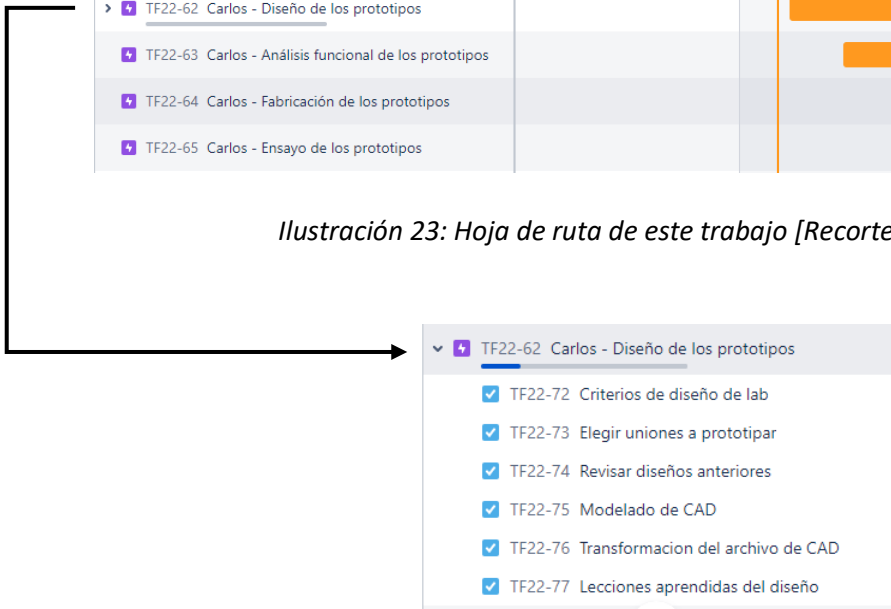 TF22-62 Carlos - Diseño de los prototipos
TF22-63 Carlos - Análisis funcional de los prototipos
TF22-64 Carlos - Fabricación de los prototipos
TF22-65 Carlos - Ensayo de los prototipos
Ilustración 23: Hoja de ruta de este trabajo [Recorte
TF22-62 Carlos - Diseño de los prototipos
TF22-72 Criterios de diseño de lab
TF22-73 Elegir uniones a prototipar
TF22-74 Revisar diseños anteriores
TF22-75 Modelado de CAD
TF22-76 Transformacion del archivo de CAD
TF22-77 Lecciones aprendidas del diseño